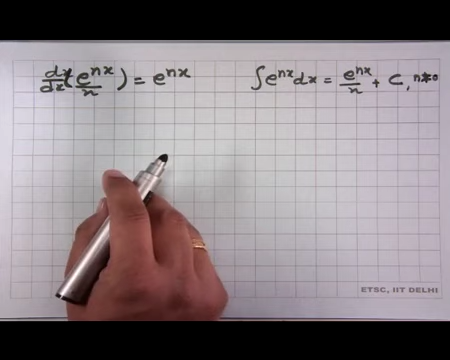 d/dx (e^{nx}/n) = e^{nx}
∫e^{nx}dx = e^{nx}/n + C, n≠0
ETSC, IIT DELHI